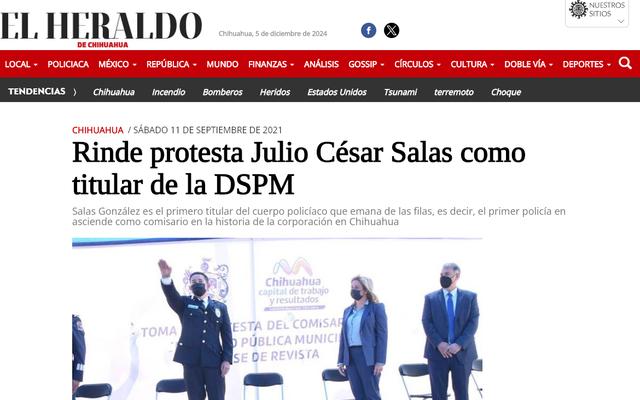 EL HERALDO
DE CHIHUAHUA
Chihuahua, 5 de diciembre de 2024
NUESTROS
SITIOS
LOCAL POLICIACA MÉXICO REPÚBLICA MUNDO FINANZAS ANÁLISIS GOSSIP CÍRCULOS CULTURA DOBLE VÍA DEPORTES
TENDENCIAS Chihuahua Incendio Bomberos Heridos Estados Unidos Tsunami terremoto Choque
CHIHUAHUA / SÁBADO 11 DE SEPTIEMBRE DE 2021
Rinde protesta Julio César Salas como
titular de la DSPM
Salas González es el primero titular del cuerpo policíaco que emana de las filas, es decir, el primer policía en
asciende como comisario en la historia de la corporación en Chihuahua
Chihuahua
capital de trabajo
y resultados
TOMA ESTA DEL COMISAR
O PÚBLICA MUNIC
SE DE REVISTA